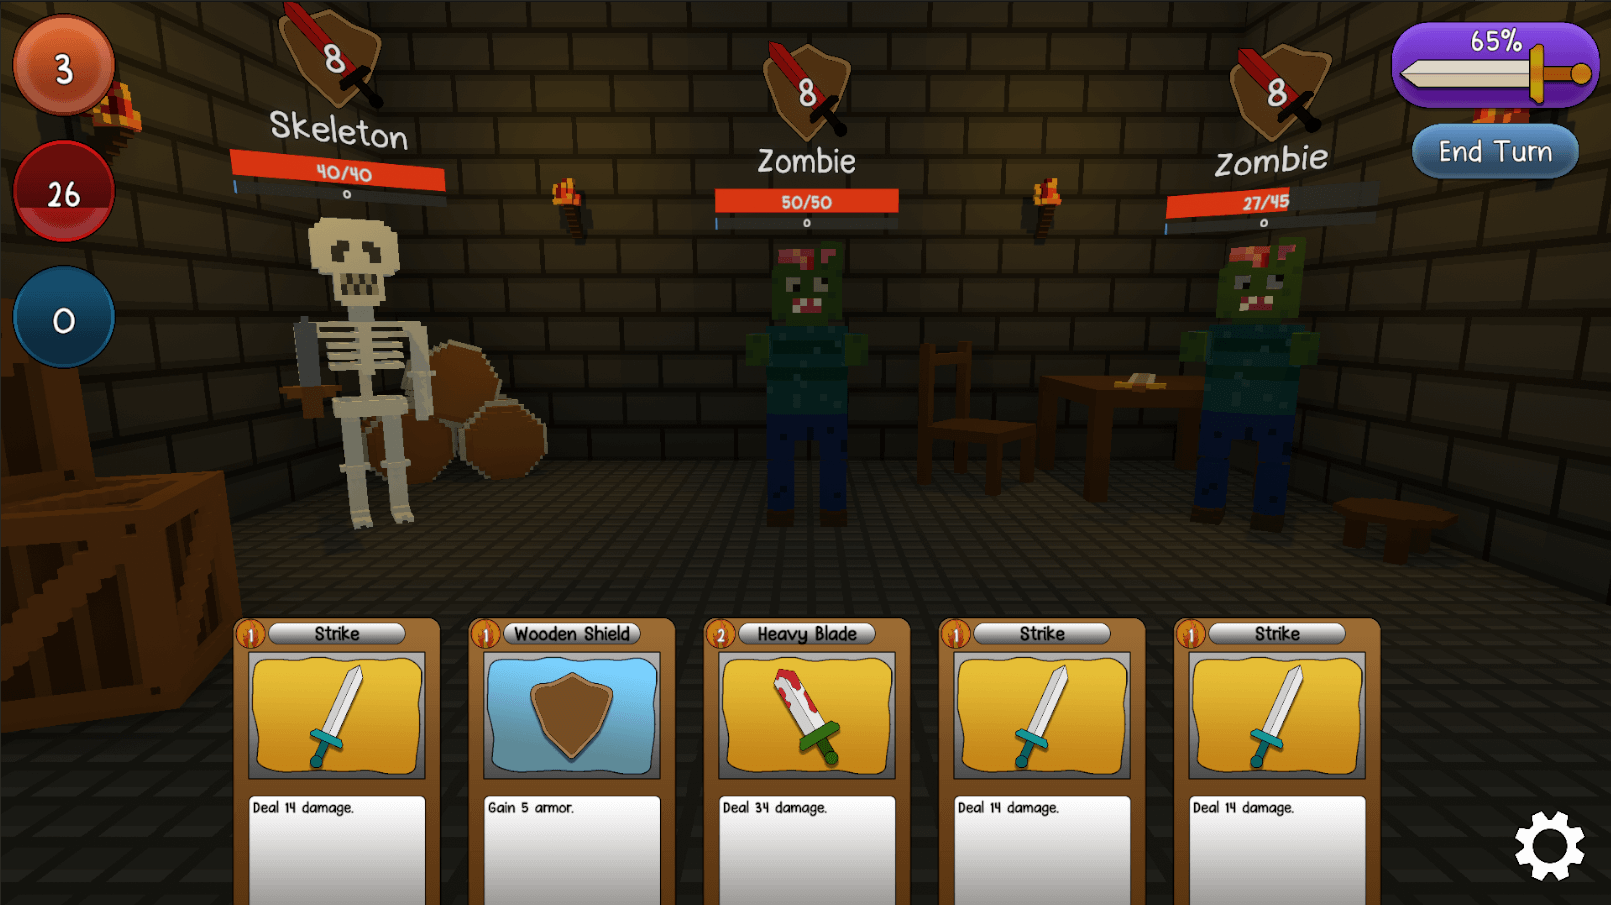 3
26
0
8
Skeleton
40/40
0
8
Zombie
50/50
0
8
Zombie
27/45
0
65%
End Turn
1 Strike
Deal 14 damage.
1 Wooden Shield
Gain 5 armor.
2 Heavy Blade
Deal 34 damage.
1 Strike
Deal 14 damage.
1 Strike
Deal 14 damage.